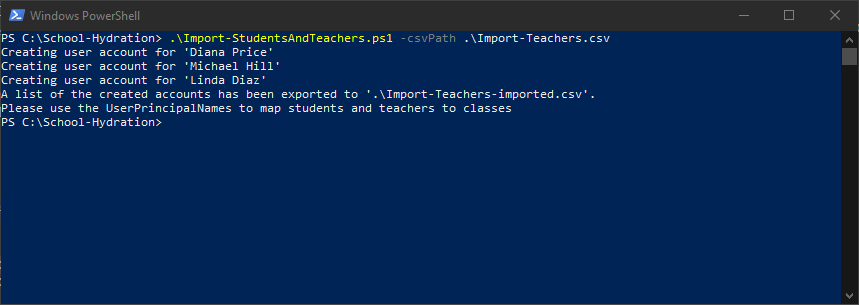 Windows PowerShell
PS C:\School-Hydration> .\Import-StudentsAndTeachers.ps1 -csvPath .\Import-Teachers.csv
Creating user account for 'Diana Price'
Creating user account for 'Michael Hill'
Creating user account for 'Linda Diaz'
A list of the created accounts has been exported to '.\Import-Teachers-imported.csv'.
Please use the UserPrincipalNames to map students and teachers to classes
PS C:\School-Hydration>